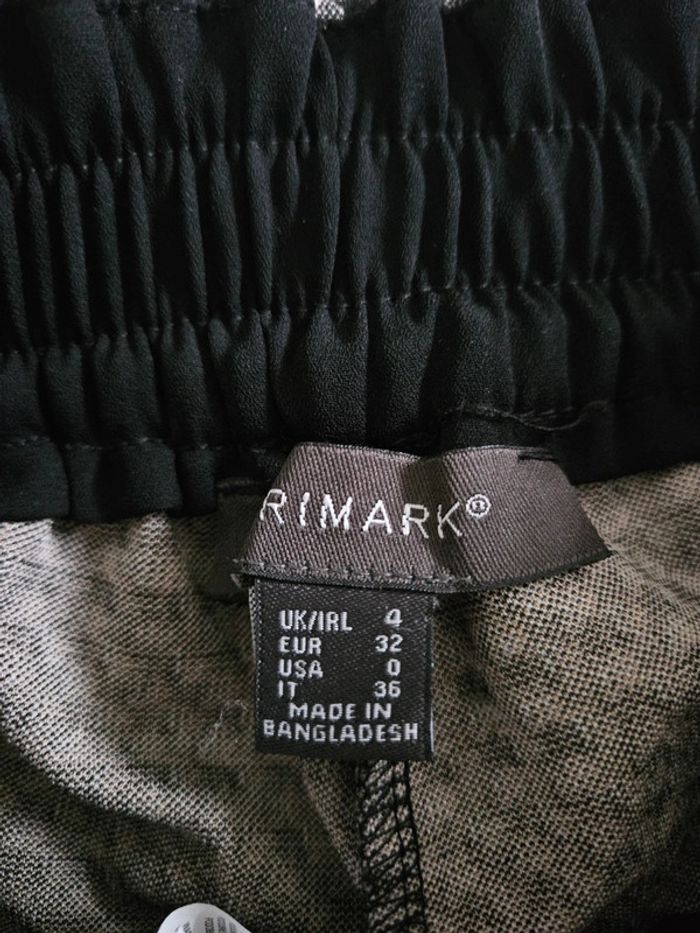 RIMARK®
UK/IRL 4
EUR 32
USA 0
IT 36
MADE IN
BANGLADESH